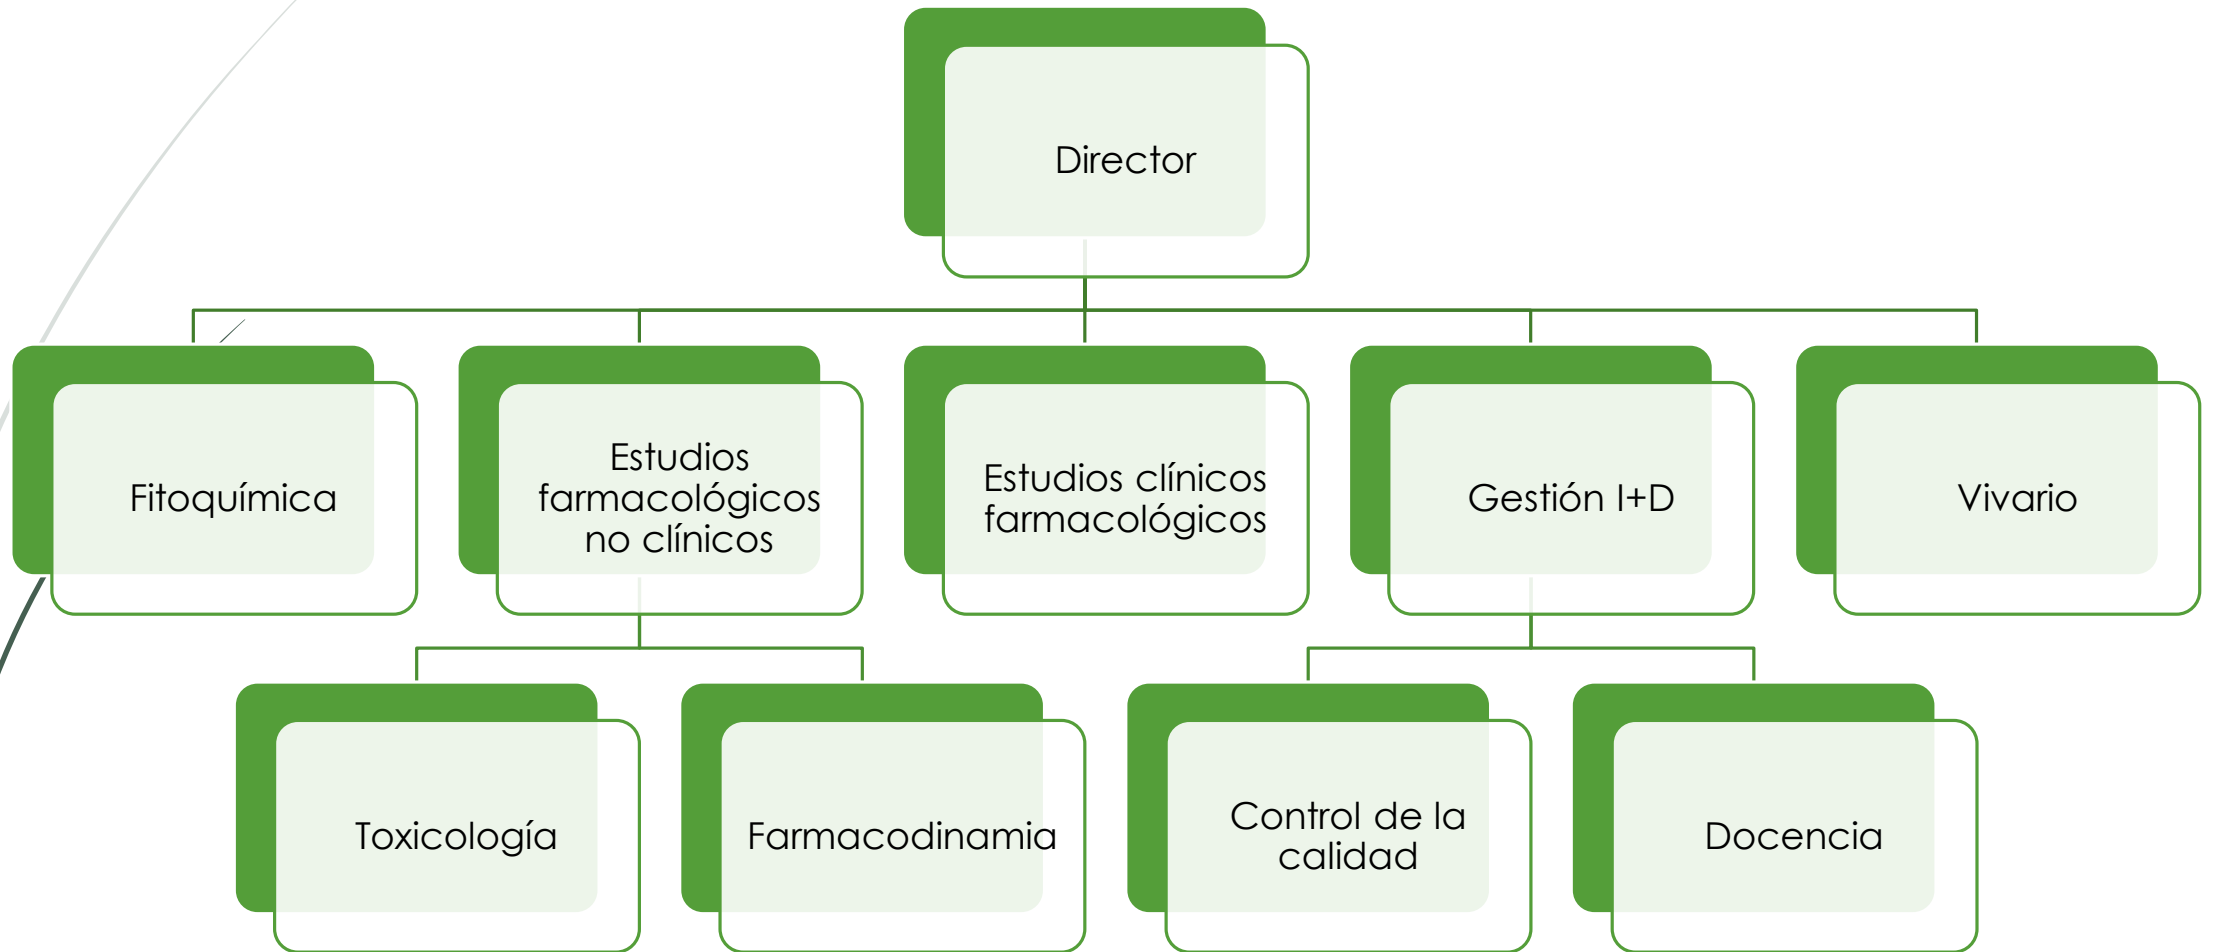 Director
Fitoquímica
Estudios
farmacológicos
no clínicos
Estudios clínicos
farmacológicos
Gestión I+D
Vivario
Toxicología
Farmacodinamia
Control de la
calidad
Docencia